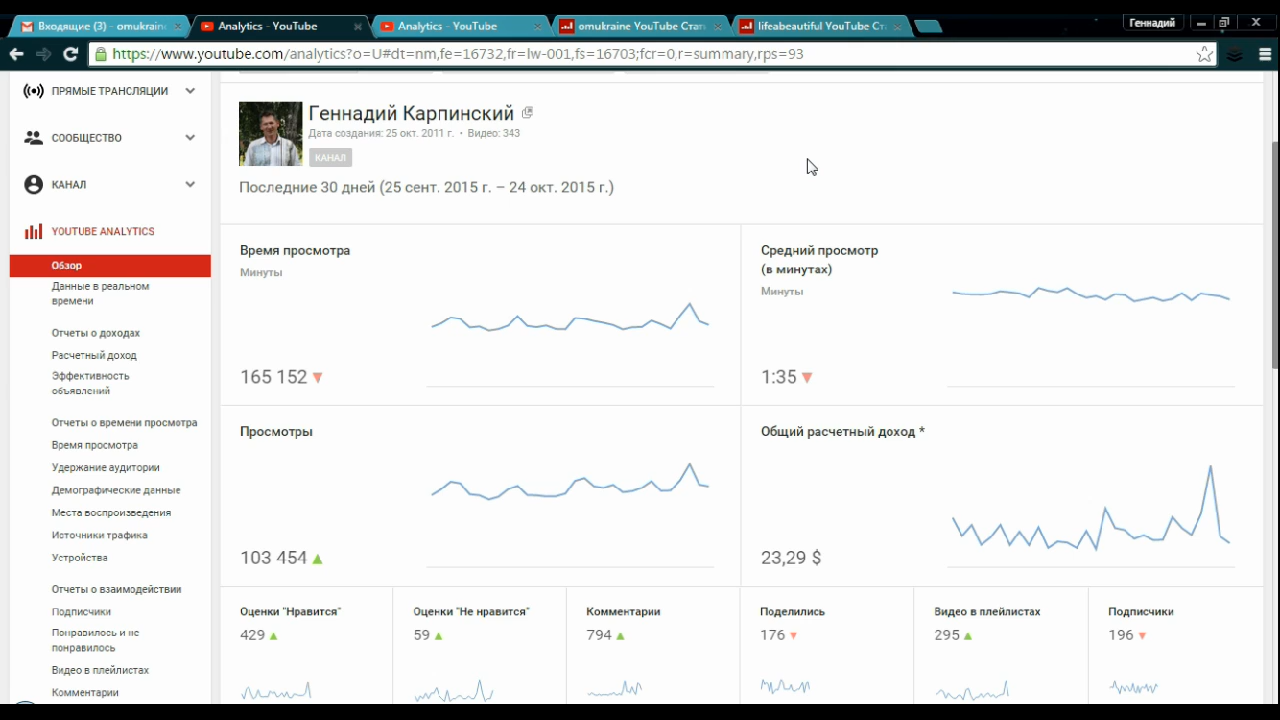 Входящие (3) - omukraine
Analytics - YouTube
Analytics - YouTube
omukraine YouTube Стат
lifeabeautiful YouTube Ст
Геннадий
https://www.youtube.com/analytics?o=U#dt=nm,fe=16732,fr=lw-001,fs=16703;fcr=0,r=summary,rps=93
ПРЯМЫЕ ТРАНСЛЯЦИИ
СООБЩЕСТВО
КАНАЛ
YOUTUBE ANALYTICS
Обзор
Данные в реальном
времени
Отчеты о доходах
Расчетный доход
Эффективность
объявлений
Отчеты о времени просмотра
Время просмотра
Удержание аудитории
Демографические данные
Места воспроизведения
Источники трафика
Устройства
Отчеты о взаимодействии
Подписчики
Понравилось и не
понравилось
Видео в плейлистах
Комментарии
Геннадий Карпинский
Дата создания: 25 окт. 2011 г. • Видео: 343
КАНАЛ
Последние 30 дней (25 сент. 2015 г. – 24 окт. 2015 г.)
Время просмотра
Минуты
165 152
Средний просмотр
(в минутах)
Минуты
1:35
Просмотры
103 454
Общий расчетный доход *
23,29 $
Оценки "Нравится"
429
Оценки "Не нравится"
59
Комментарии
794
Поделились
176
Видео в плейлистах
295
Подписчики
196